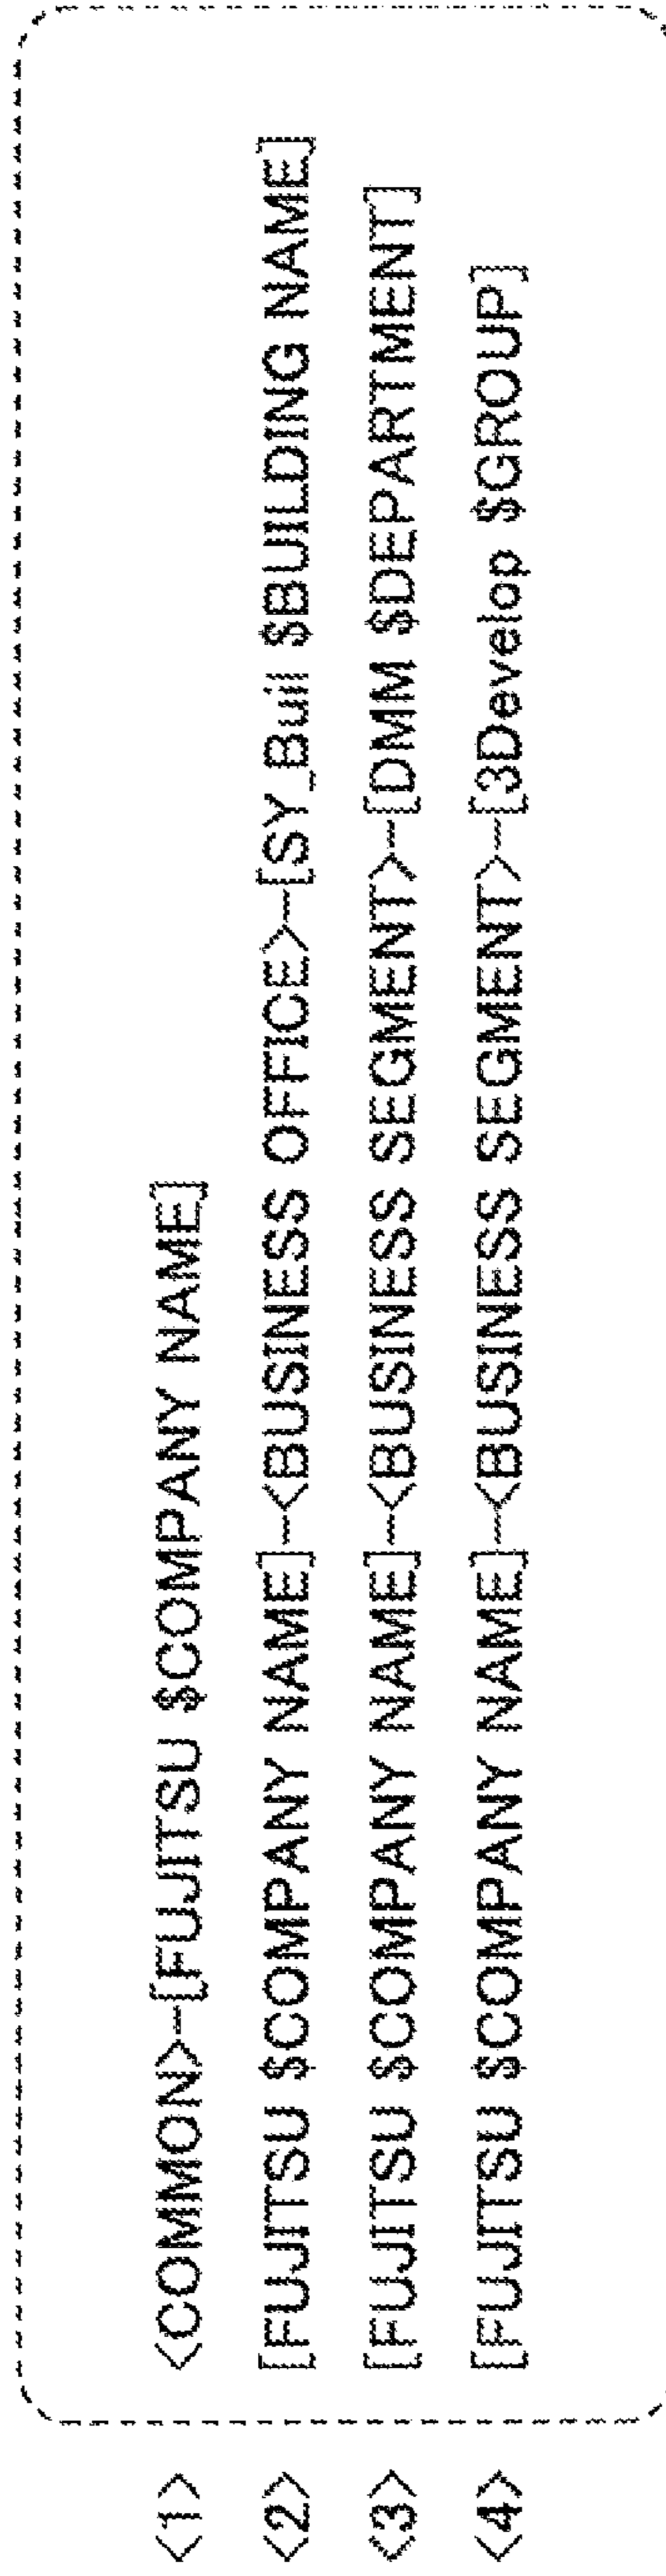 <1> <COMMON>--[FUJITSU $COMPANY NAME]
<2> [FUJITSU $COMPANY NAME]--<BUSINESS OFFICE>--[SY_Buil $BUILDING NAME]
<3> [FUJITSU $COMPANY NAME]--<BUSINESS SEGMENT>--[DMM $DEPARTMENT]
<4> [FUJITSU $COMPANY NAME]--<BUSINESS SEGMENT>--[3Develop $GROUP]